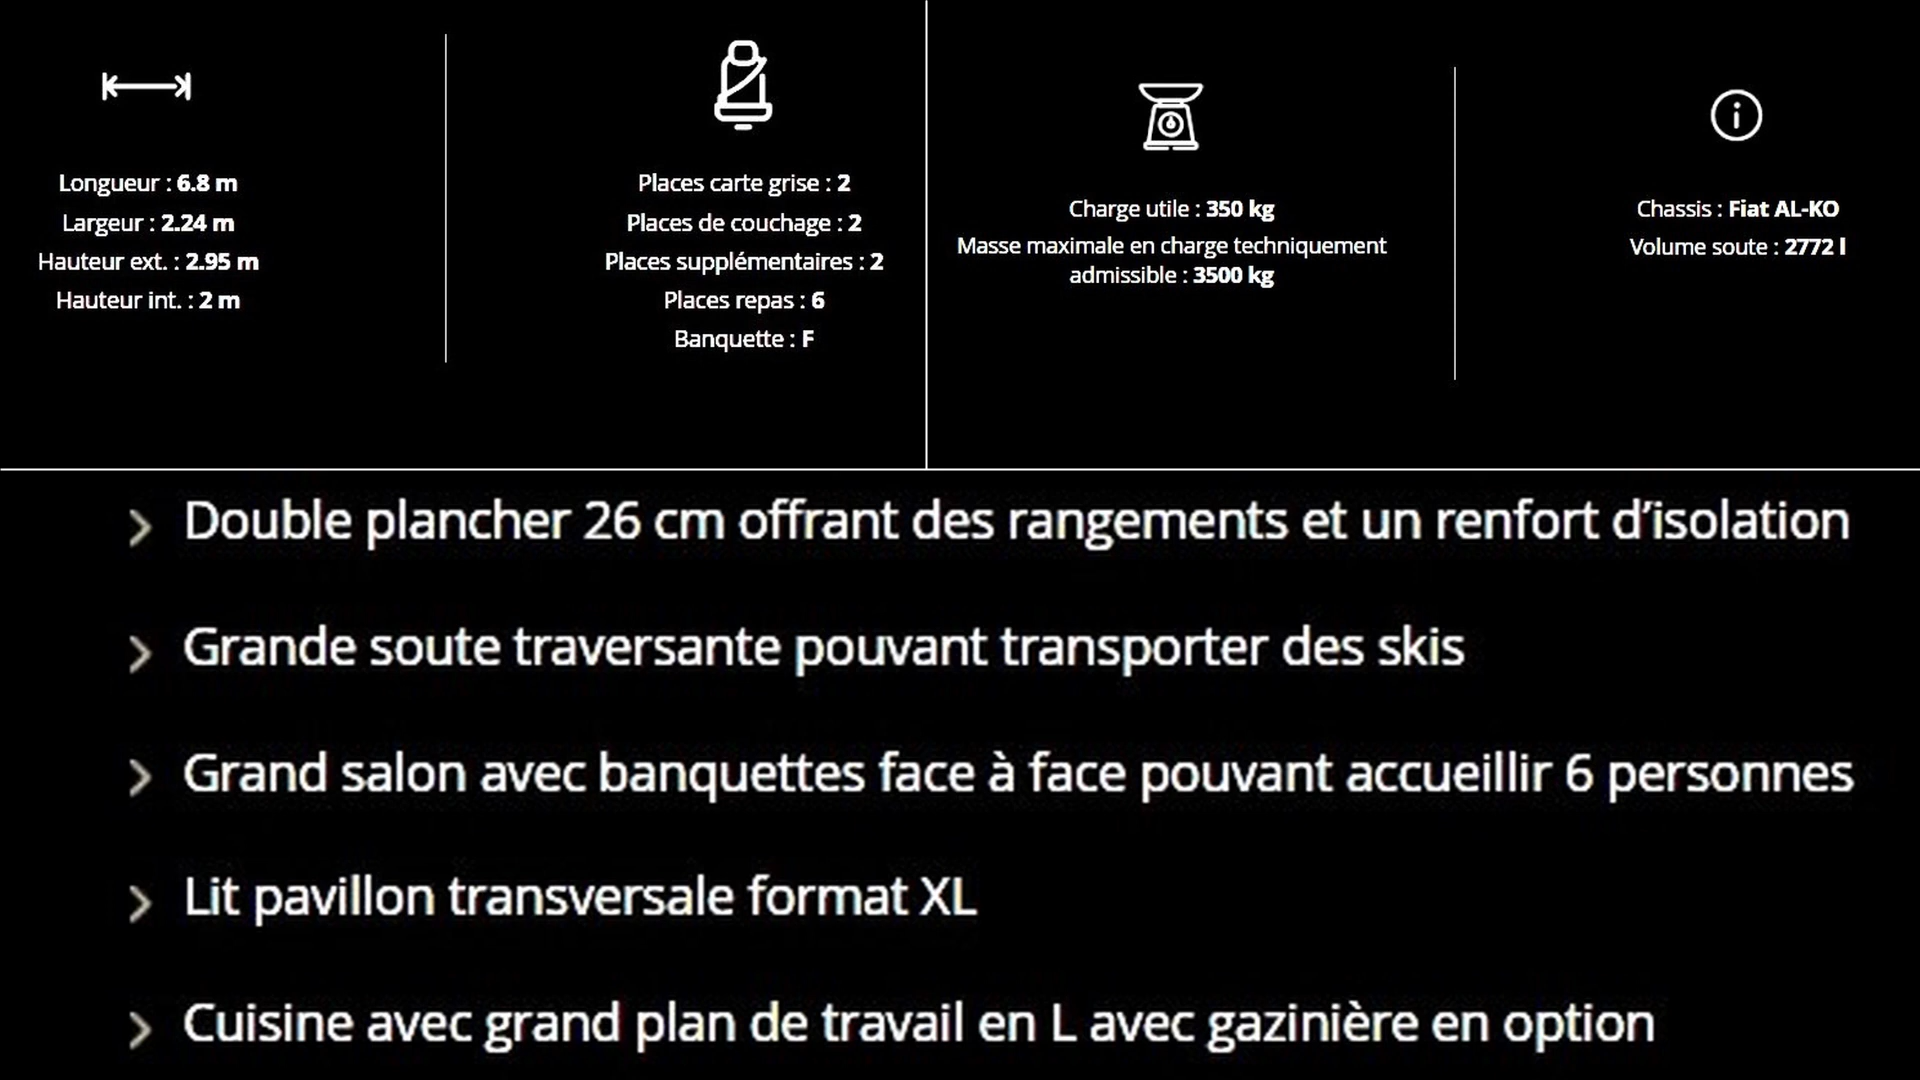 Longueur : 6.8 m
Largeur : 2.24 m
Hauteur ext. : 2.95 m
Hauteur int. : 2 m
Places carte grise : 2
Places de couchage : 2
Places supplémentaires : 2
Places repas : 6
Banquette : F
Charge utile : 350 kg
Masse maximale en charge techniquement
admissible : 3500 kg
Chassis : Fiat AL-KO
Volume soute : 2772 l
Double plancher 26 cm offrant des rangements et un renfort d’isolation
Grande soute traversante pouvant transporter des skis
Grand salon avec banquettes face à face pouvant accueillir 6 personnes
Lit pavillon transversale format XL
Cuisine avec grand plan de travail en L avec gazinière en option